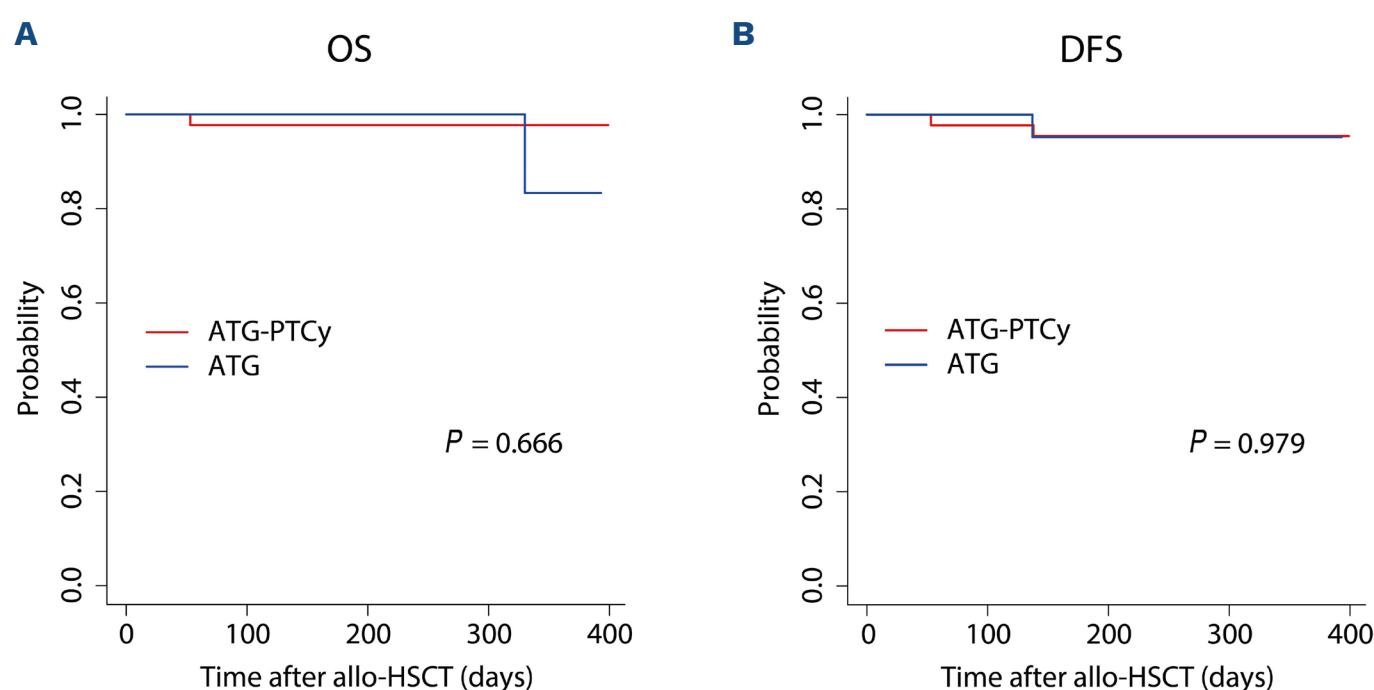 A
OS
1.0
0.8
0.6
0.4
0.2
0.0
Probability
ATG-PTCy
ATG
P = 0.666
0 100 200 300 400
Time after allo-HSCT (days)
B
DFS
1.0
0.8
0.6
0.4
0.2
0.0
Probability
ATG-PTCy
ATG
P = 0.979
0 100 200 300 400
Time after allo-HSCT (days)